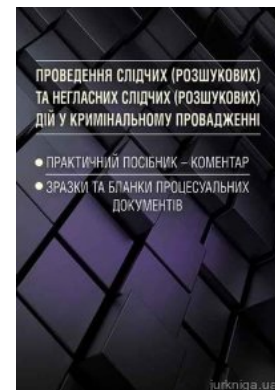 ПРОВЕДЕННЯ СЛІДЧИХ (РОЗШУКОВИХ)
ТА НЕГЛАСНИХ СЛІДЧИХ (РОЗШУКОВИХ)
ДІЙ У КРИМІНАЛЬНОМУ ПРОВАДЖЕННІ
● ПРАКТИЧНИЙ ПОСІБНИК – КОМЕНТАР
● ЗРАЗКИ ТА БЛАНКИ ПРОЦЕСУАЛЬНИХ
ДОКУМЕНТІВ
jurkniga.ua